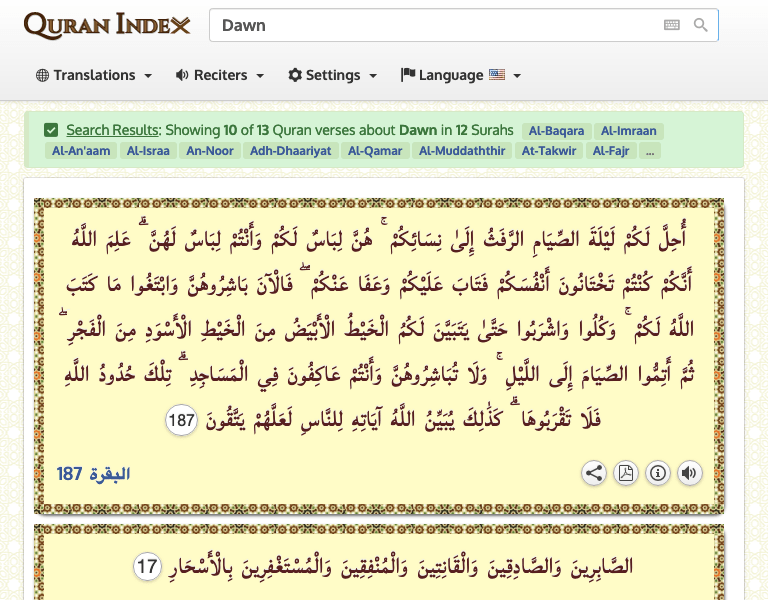 QURAN INDEX
Dawn
Translations
Reciters
Settings
Language
Search Results: Showing 10 of 13 Quran verses about Dawn in 12 Surahs Al-Baqara Al-Imraan
Al-An'aam Al-Israa An-Noor Adh-Dhaariyat Al-Qamar Al-Muddaththir At-Takwir Al-Fajr ...
أُحِلَّ لَكُمْ لَيْلَةَ الصِّيَامِ الرَّفَثُ إِلَىٰ نِسَائِكُمْ ۚ هُنَّ لِبَاسٌ لَكُمْ وَأَنْتُمْ لِبَاسٌ لَهُنَّ ۗ عَلِمَ اللَّهُ
أَنَّكُمْ كُنْتُمْ تَخْتَانُونَ أَنْفُسَكُمْ فَتَابَ عَلَيْكُمْ وَعَفَا عَنْكُمْ ۖ فَالْآنَ بَاشِرُوهُنَّ وَابْتَغُوا مَا كَتَبَ
اللَّهُ لَكُمْ ۚ وَكُلُوا وَاشْرَبُوا حَتَّىٰ يَتَبَيَّنَ لَكُمُ الْخَيْطُ الْأَبْيَضُ مِنَ الْخَيْطِ الْأَسْوَدِ مِنَ الْفَجْرِ ۖ
ثُمَّ أَتِمُّوا الصِّيَامَ إِلَى اللَّيْلِ ۚ وَلَا تُبَاشِرُوهُنَّ وَأَنْتُمْ عَاكِفُونَ فِي الْمَسَاجِدِ ۗ تِلْكَ حُدُودُ اللَّهِ
فَلَا تَقْرَبُوهَا ۗ كَذَٰلِكَ يُبَيِّنُ اللَّهُ آيَاتِهِ لِلنَّاسِ لَعَلَّهُمْ يَتَّقُونَ 187
البقرة 187
الصَّابِرِينَ وَالصَّادِقِينَ وَالْقَانِتِينَ وَالْمُنْفِقِينَ وَالْمُسْتَغْفِرِينَ بِالْأَسْحَارِ 17